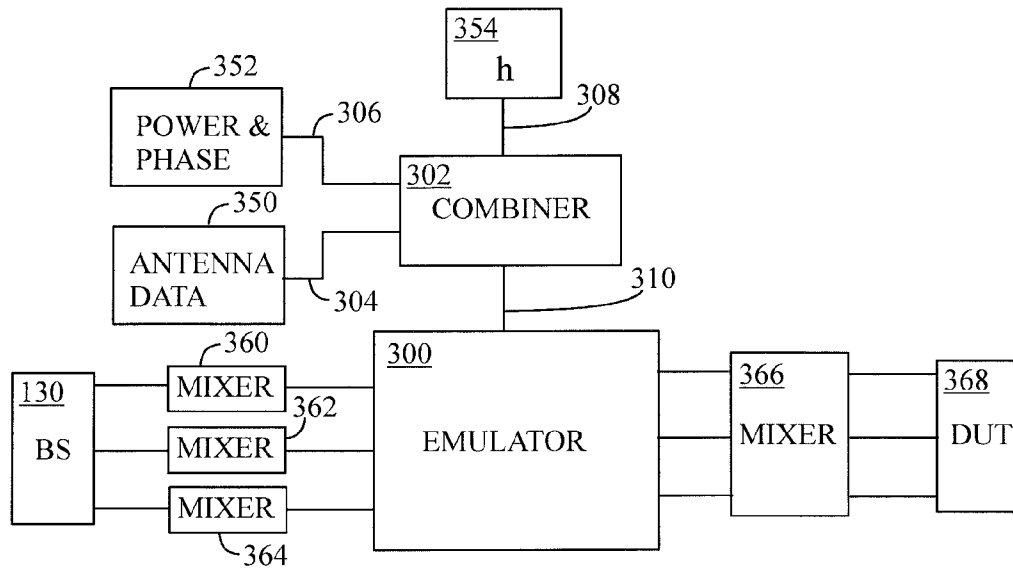 354
h
352
306
308
POWER &
PHASE
302
COMBINER
350
ANTENNA
DATA
304
310
360
130
BS
MIXER
362
MIXER
MIXER
364
300
EMULATOR
366
MIXER
368
DUT